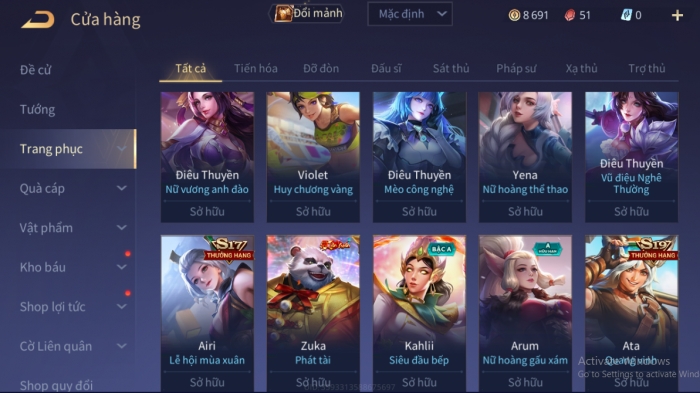 Cửa hàng
Đổi mảnh
Mặc định
8 691
51
0
Đề cử
Tướng
Trang phục
Quà cáp
Vật phẩm
Kho báu
Shop lợi tức
Cờ Liên quân
Shop quy đổi
Tất cả Tiến hóa Đỡ đòn Đấu sĩ Sát thủ Pháp sư Xạ thủ Trợ thủ
Điêu Thuyền
Nữ vương anh đào
Sở hữu
Violet
Huy chương vàng
Sở hữu
Điêu Thuyền
Mèo công nghệ
Sở hữu
Yena
Nữ hoàng thể thao
Sở hữu
Điêu Thuyền
Vũ điệu Nghê
Thường
Sở hữu
S17
THƯỞNG HẠNG
Airi
Lễ hội mùa xuân
Sở hữu
Zuka
Phát tài
Sở hữu
BẬC A
Kahlii
Siêu đầu bếp
Sở hữu
A
HỮU HẠN
Arum
Nữ hoàng gấu xám
Sở hữu
S19
THƯỞNG HẠNG
Ata
Quang vinh
Sở hữu
Activate Windows
Go to Settings to activate Wind